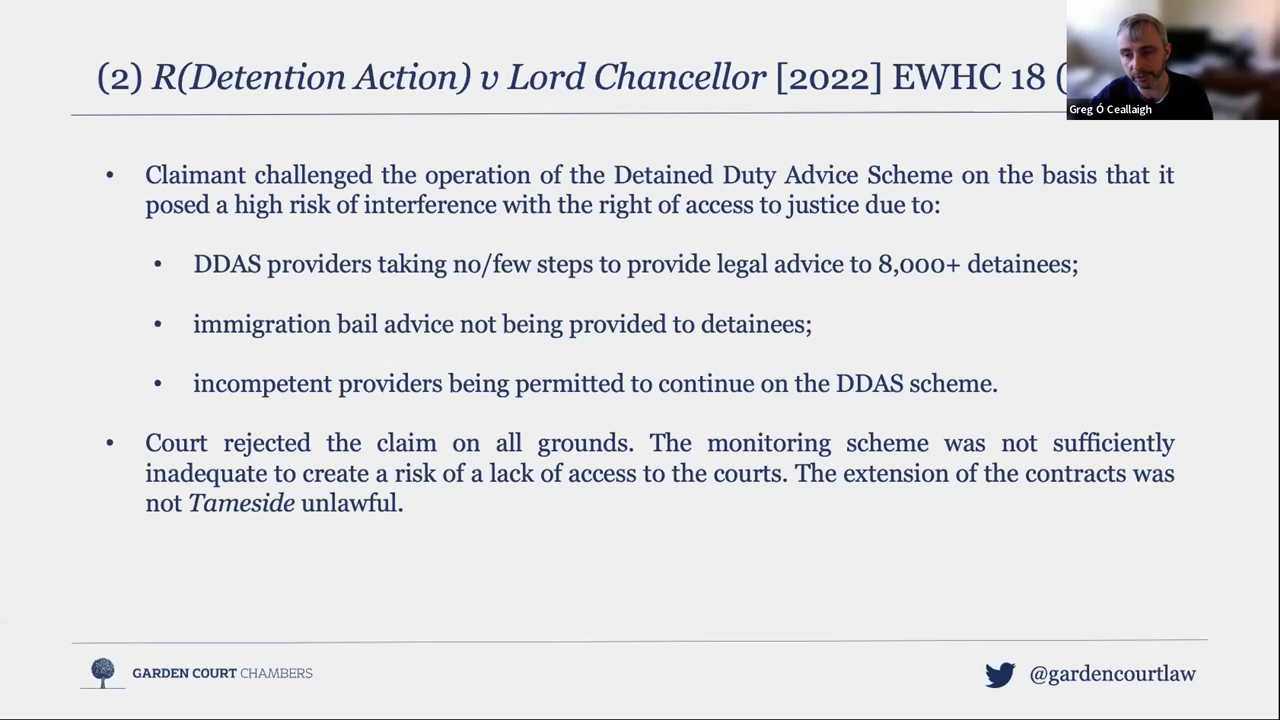 (2) R(Detention Action) v Lord Chancellor [2022] EWHC 18 (
Greg Ó Ceallaigh
• Claimant challenged the operation of the Detained Duty Advice Scheme on the basis that it
posed a high risk of interference with the right of access to justice due to:
• DDAS providers taking no/few steps to provide legal advice to 8,000+ detainees;
• immigration bail advice not being provided to detainees;
• incompetent providers being permitted to continue on the DDAS scheme.
• Court rejected the claim on all grounds. The monitoring scheme was not sufficiently
inadequate to create a risk of a lack of access to the courts. The extension of the contracts was
not Tameside unlawful.
GARDEN COURT CHAMBERS
@gardencourtlaw